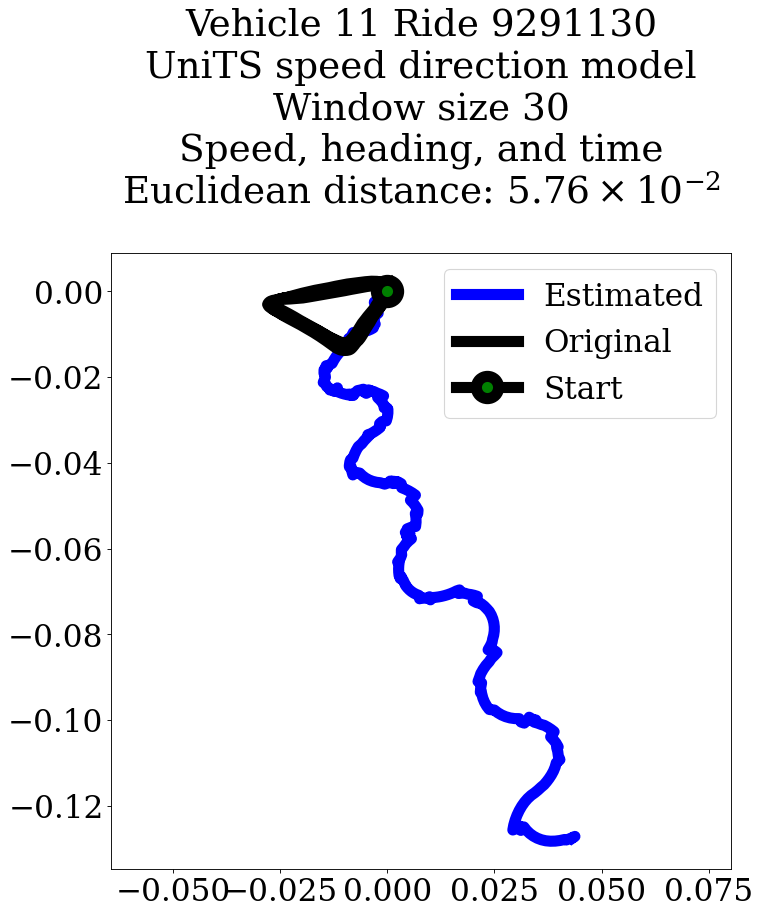 Vehicle 11 Ride 9291130
UniTS speed direction model
Window size 30
Speed, heading, and time
Euclidean distance: 5.76 × 10⁻²
Estimated
Original
Start
0.00
−0.02
−0.04
−0.06
−0.08
−0.10
−0.12
−0.050 −0.025 0.000 0.025 0.050 0.075